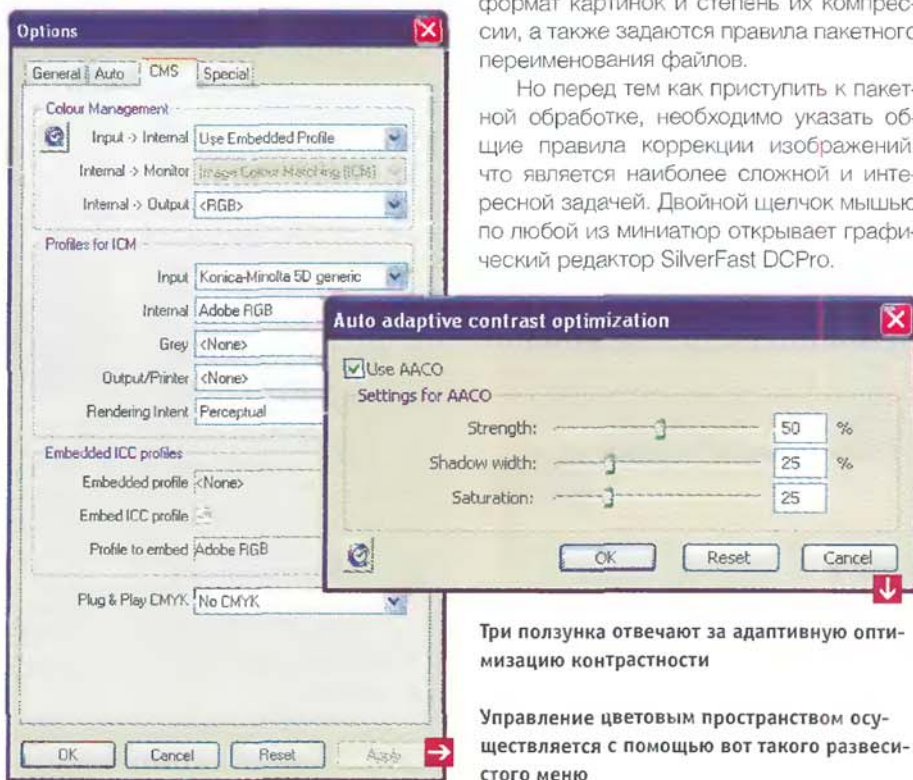 формат картинок и степень их компрес-
сии, а также задаются правила пакетного
переименования файлов.
Но перед тем как приступить к пакет-
ной обработке, необходимо указать об-
щие правила коррекции изображений,
что является наиболее сложной и инте-
ресной задачей. Двойной щелчок мышью
по любой из миниатюр открывает графи-
ческий редактор SilverFast DCPro.
Options
General Auto CMS Special
Colour Management
Input -> Internal Use Embedded Profile
Internal -> Monitor Image Colour Matching (ICM)
Internal -> Output <RGB>
Profiles for ICM
Input Konica-Minolta 5D generic
Internal Adobe RGB
Grey <None>
Output/Printer <None>
Rendering Intent Perceptual
Embedded ICC profiles
Embedded profile <None>
Embed ICC profile
Profile to embed Adobe RGB
Plug & Play CMYK No CMYK
OK Cancel Reset Apply
Auto adaptive contrast optimization
Use AACO
Settings for AACO
Strength: 50 %
Shadow width: 25 %
Saturation: 25
OK Reset Cancel
Три ползунка отвечают за адаптивную опти-
мизацию контрастности
Управление цветовым пространством осу-
ществляется с помощью вот такого развеси-
стого меню